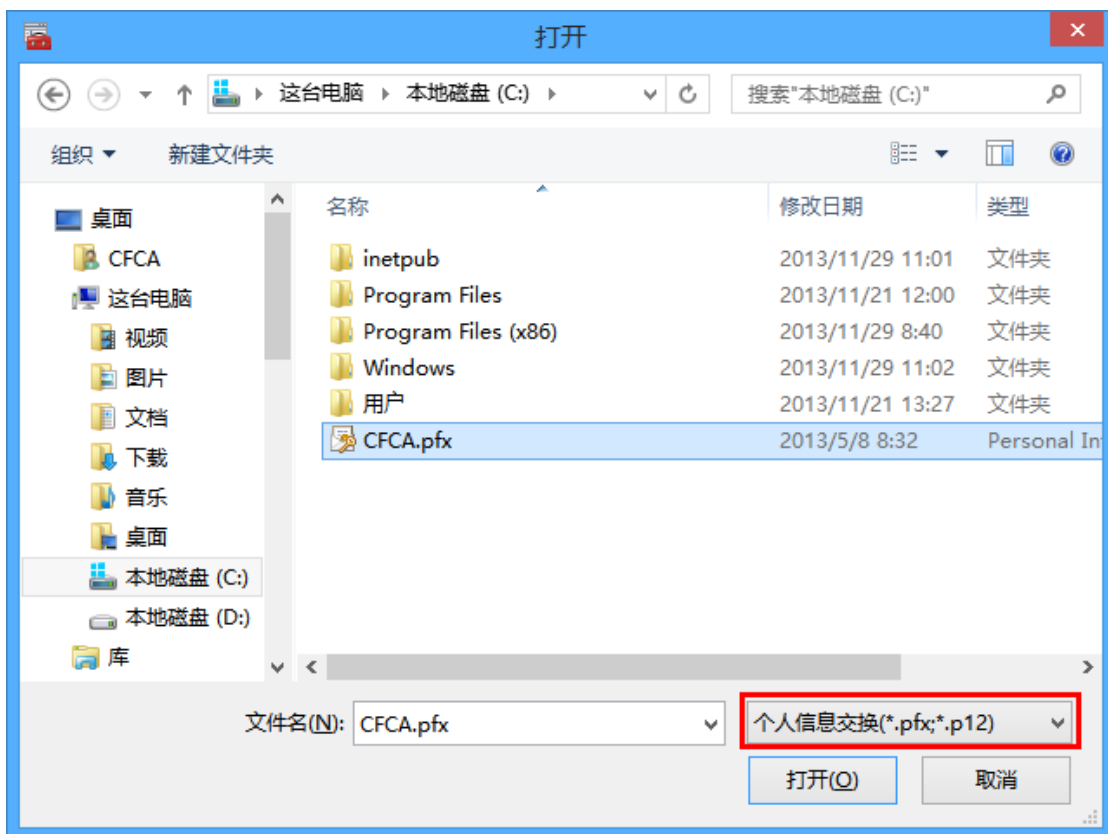 打开
这台电脑 本地磁盘 (C:) 搜索"本地磁盘 (C:)"
组织 新建文件夹
名称 修改日期 类型
桌面
CFCA
这台电脑
视频
图片
文档
下载
音乐
桌面
本地磁盘 (C:)
本地磁盘 (D:)
库
inetpub 2013/11/29 11:01 文件夹
Program Files 2013/11/21 12:00 文件夹
Program Files (x86) 2013/11/29 8:40 文件夹
Windows 2013/11/29 11:02 文件夹
用户 2013/11/21 13:27 文件夹
CFCA.pfx 2013/5/8 8:32 Personal In
文件名(N): CFCA.pfx 个人信息交换(*.pfx;*.p12)
打开(O) 取消